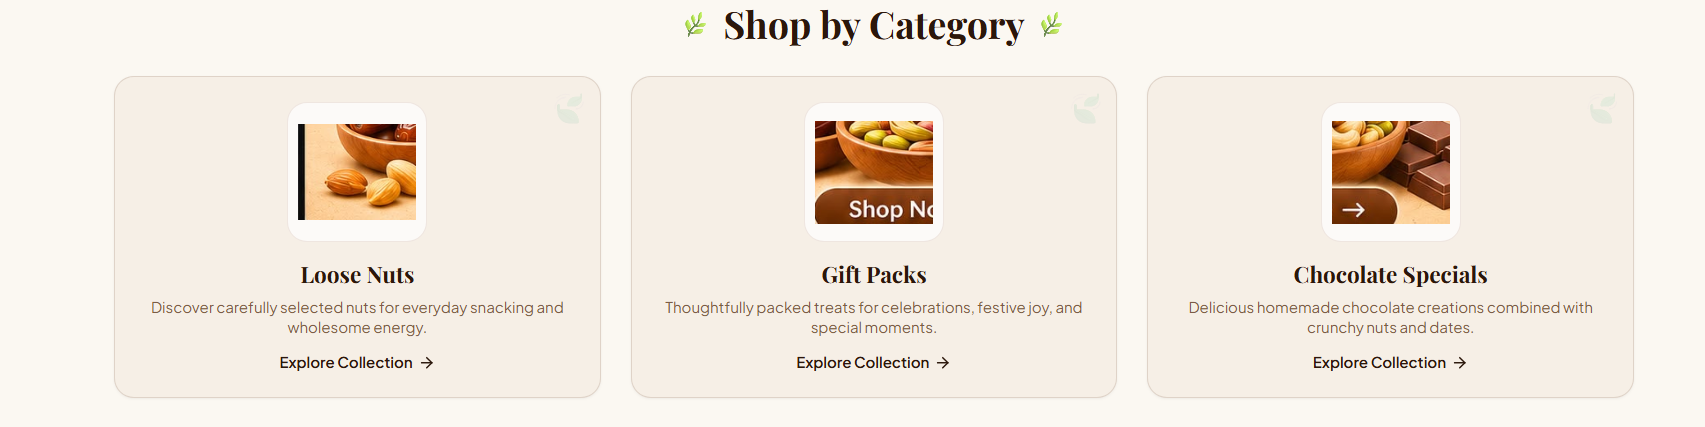 Shop by Category
Shop No
→
Loose Nuts
Discover carefully selected nuts for everyday snacking and
wholesome energy.
Explore Collection →
Gift Packs
Thoughtfully packed treats for celebrations, festive joy, and
special moments.
Explore Collection →
Chocolate Specials
Delicious homemade chocolate creations combined with
crunchy nuts and dates.
Explore Collection →